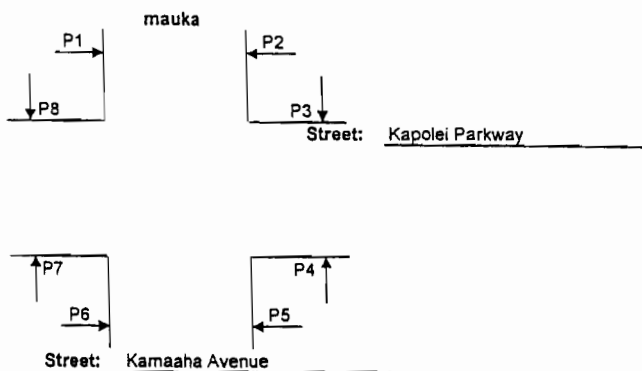 mauka
P1 P2
P8 P3
Street: Kapolei Parkway
P7 P4
P6 P5
Street: Kamaaha Avenue